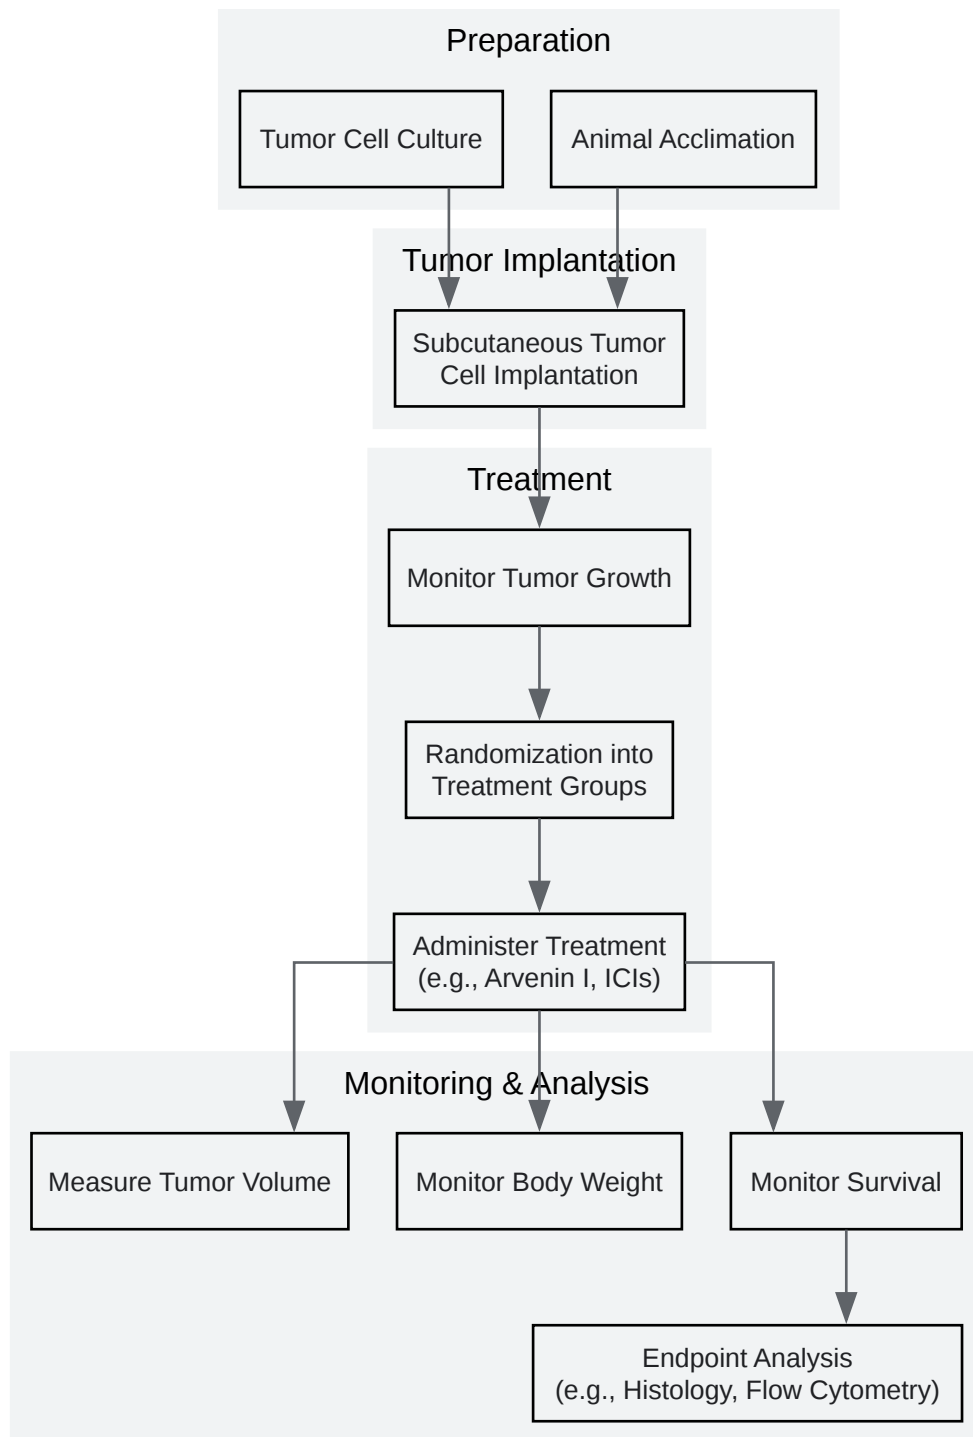 Preparation
Tumor Cell Culture
Animal Acclimation
Tumor Implantation
Subcutaneous Tumor
Cell Implantation
Treatment
Monitor Tumor Growth
Randomization into
Treatment Groups
Administer Treatment
(e.g., Arvenin I, ICIs)
Monitoring & Analysis
Measure Tumor Volume
Monitor Body Weight
Monitor Survival
Endpoint Analysis
(e.g., Histology, Flow Cytometry)